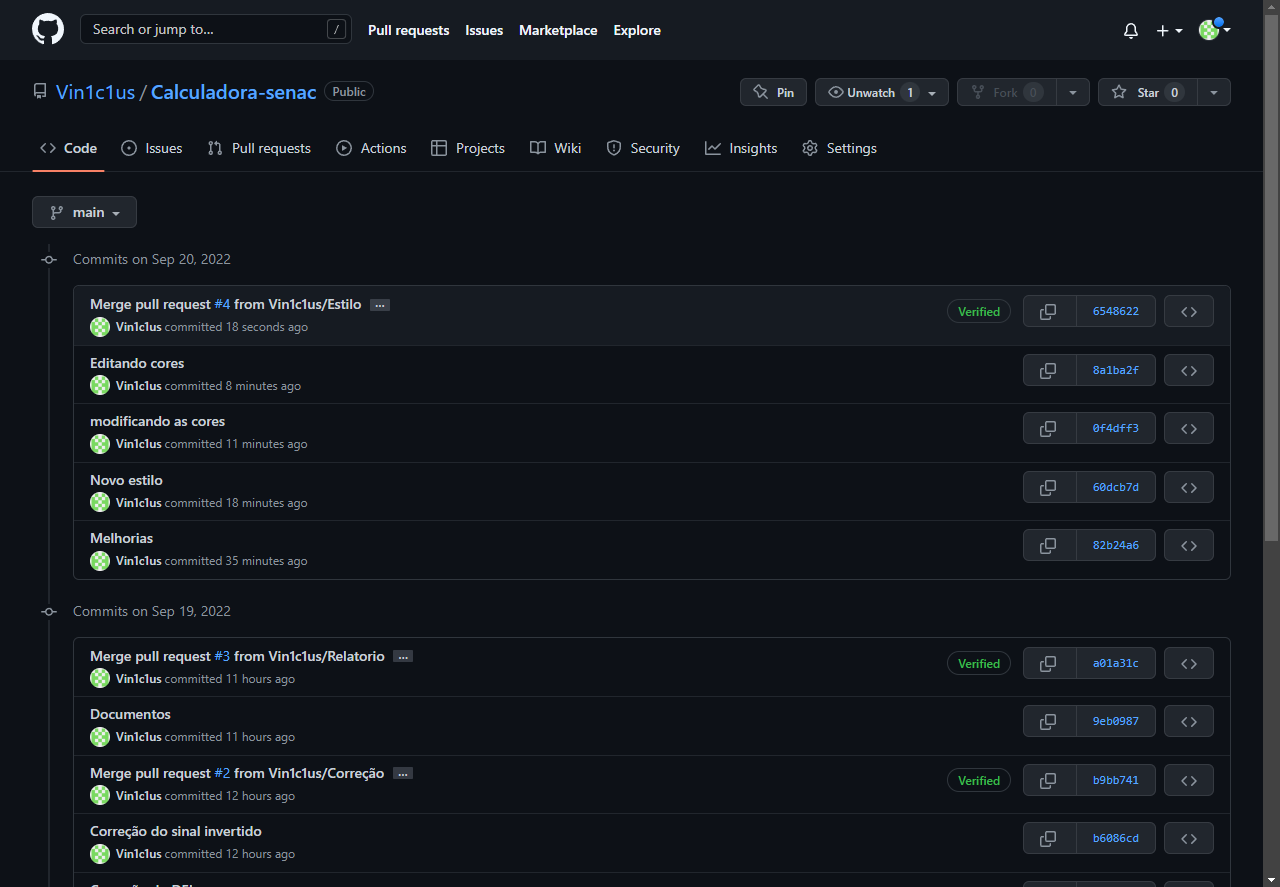 Search or jump to... /
Pull requests Issues Marketplace Explore
Vin1c1us / Calculadora-senac Public
Pin Unwatch 1 Fork 0 Star 0
Code Issues Pull requests Actions Projects Wiki Security Insights Settings
main
Commits on Sep 20, 2022
Merge pull request #4 from Vin1c1us/Estilo ...
Vin1c1us committed 18 seconds ago
Verified 6548622
Editando cores
Vin1c1us committed 8 minutes ago
8a1ba2f
modificando as cores
Vin1c1us committed 11 minutes ago
0f4dff3
Novo estilo
Vin1c1us committed 18 minutes ago
60dcb7d
Melhorias
Vin1c1us committed 35 minutes ago
82b24a6
Commits on Sep 19, 2022
Merge pull request #3 from Vin1c1us/Relatorio ...
Vin1c1us committed 11 hours ago
Verified a01a31c
Documentos
Vin1c1us committed 11 hours ago
9eb0987
Merge pull request #2 from Vin1c1us/Correção ...
Vin1c1us committed 12 hours ago
Verified b9bb741
Correção do sinal invertido
Vin1c1us committed 12 hours ago
b6086cd